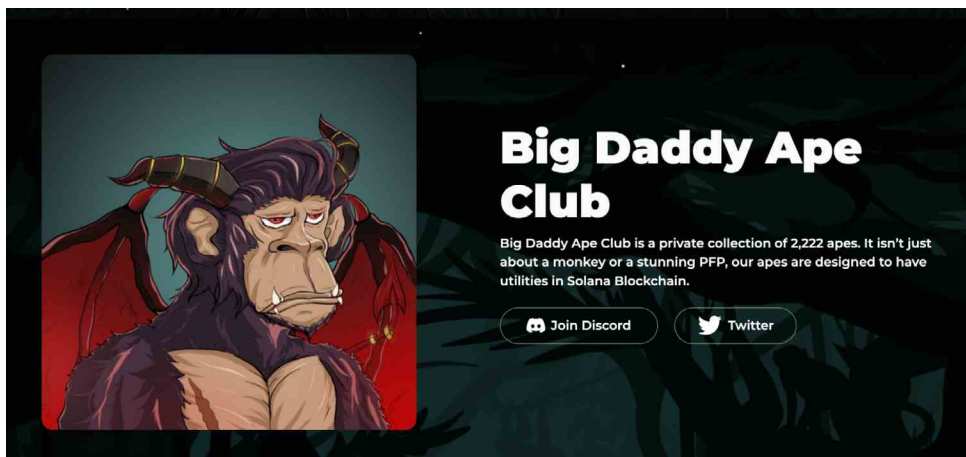 Big Daddy Ape
Club
Big Daddy Ape Club is a private collection of 2,222 apes. It isn't just
about a monkey or a stunning PFP, our apes are designed to have
utilities in Solana Blockchain.
Join Discord
Twitter